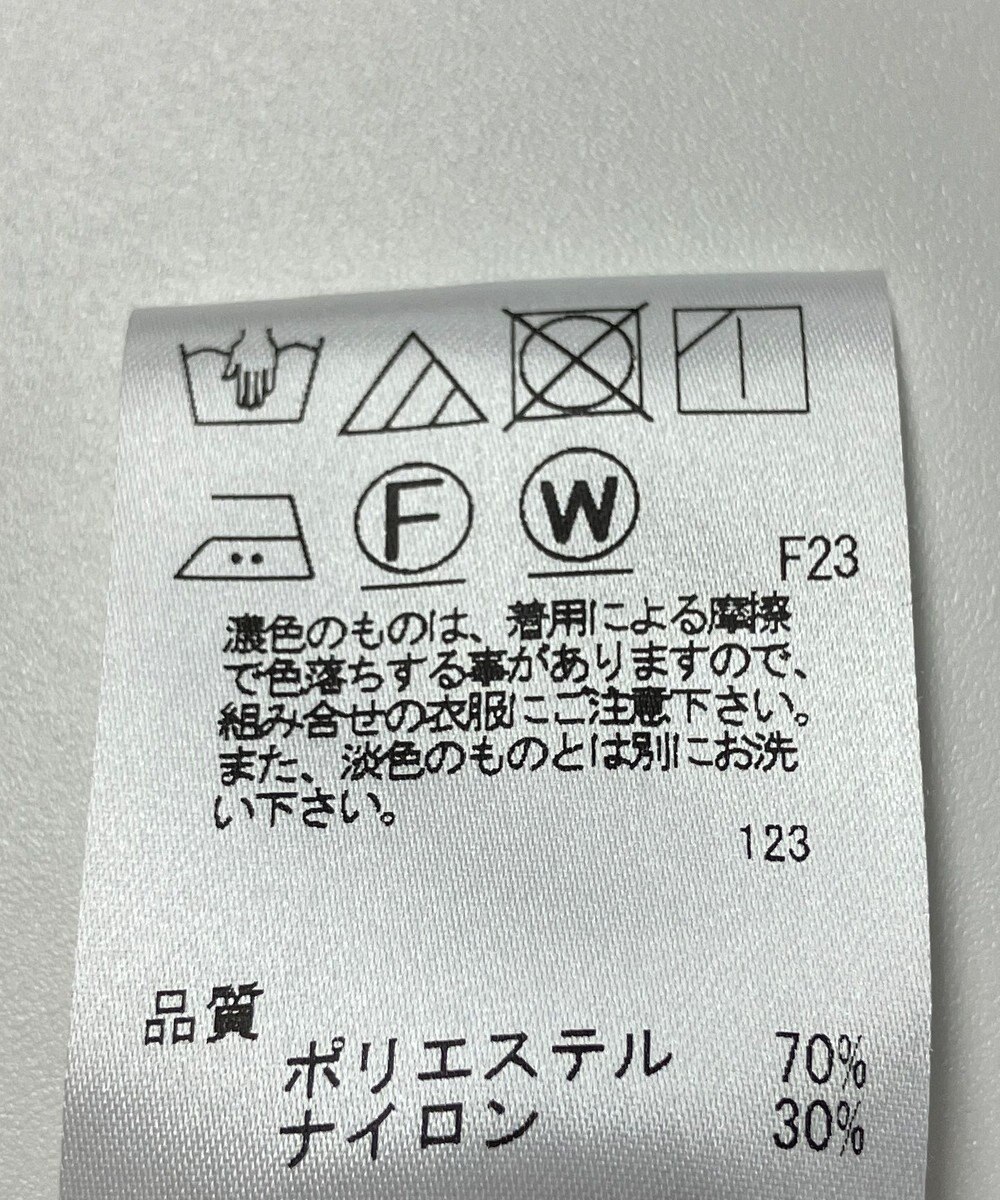 F W F23
濃色のものは、着用による摩擦
で色落ちする事がありますので、
組み合せの衣服にご注意下さい。
また、淡色のものとは別にお洗
い下さい。
123
品質
ポリエステル 70%
ナイロン 30%